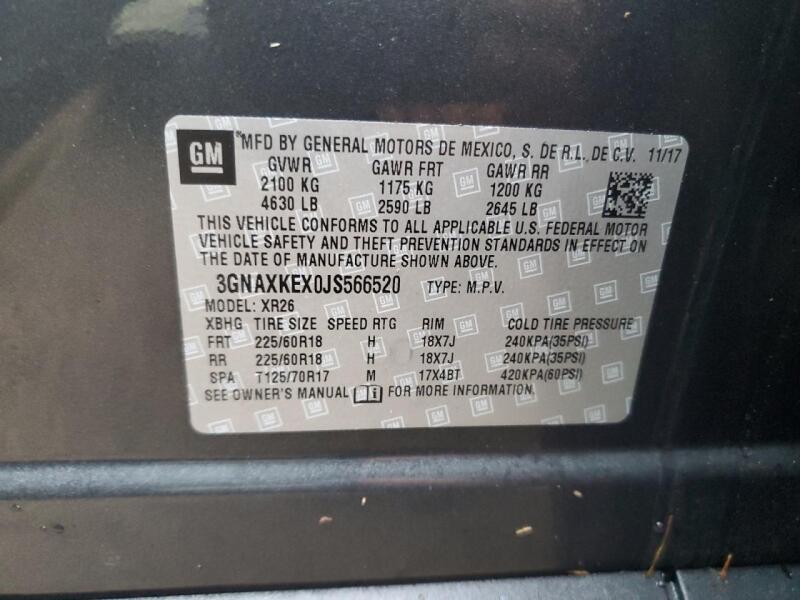 GM MFD BY GENERAL MOTORS DE MEXICO, S. DE R.L. DE C.V. 11/17
GVWR GAWR FRT GAWR RR
2100 KG 1175 KG 1200 KG
4630 LB 2590 LB 2645 LB
THIS VEHICLE CONFORMS TO ALL APPLICABLE U.S. FEDERAL MOTOR
VEHICLE SAFETY AND THEFT PREVENTION STANDARDS IN EFFECT ON
THE DATE OF MANUFACTURE SHOWN ABOVE.
3GNAXKEX0JS566520 TYPE: M.P.V.
MODEL: XR26
XBHG TIRE SIZE SPEED RTG RIM COLD TIRE PRESSURE
FRT 225/60R18 H 18X7J 240KPA(35PSI)
RR 225/60R18 H 18X7J 240KPA(35PSI)
SPA T125/70R17 M 17X4BT 420KPA(60PSI)
SEE OWNER'S MANUAL FOR MORE INFORMATION.